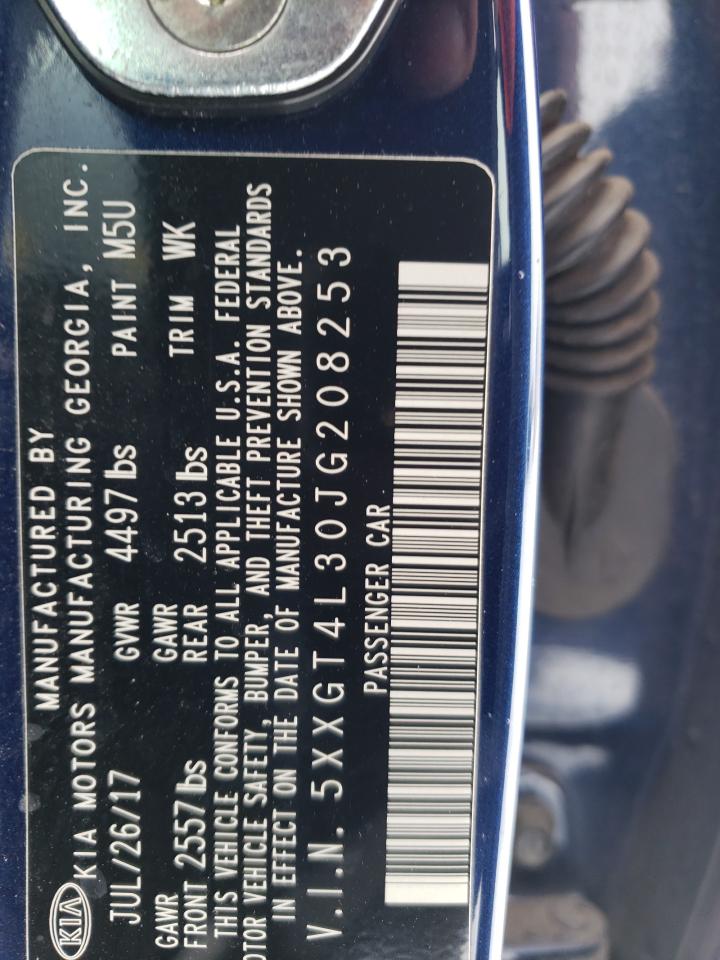 MANUFACTURED BY
KIA KIA MOTORS MANUFACTURING GEORGIA, INC.
JUL/26/17 GVWR 4497 lbs PAINT M5U
GAWR FRONT 2557 lbs GAWR REAR 2513 lbs TRIM WK
THIS VEHICLE CONFORMS TO ALL APPLICABLE U.S.A. FEDERAL
MOTOR VEHICLE SAFETY, BUMPER, AND THEFT PREVENTION STANDARDS
IN EFFECT ON THE DATE OF MANUFACTURE SHOWN ABOVE.
V.I.N. 5XXGT4L30JG208253
PASSENGER CAR